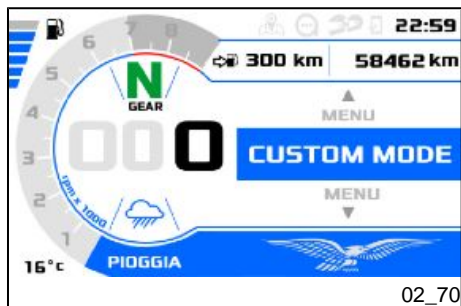 22:59
300 km
58462 km
8
7
6
5
4
3
2
1
rpm x 1000
N
GEAR
000
MENU
CUSTOM MODE
MENU
16°c
PIOGGIA
02_70